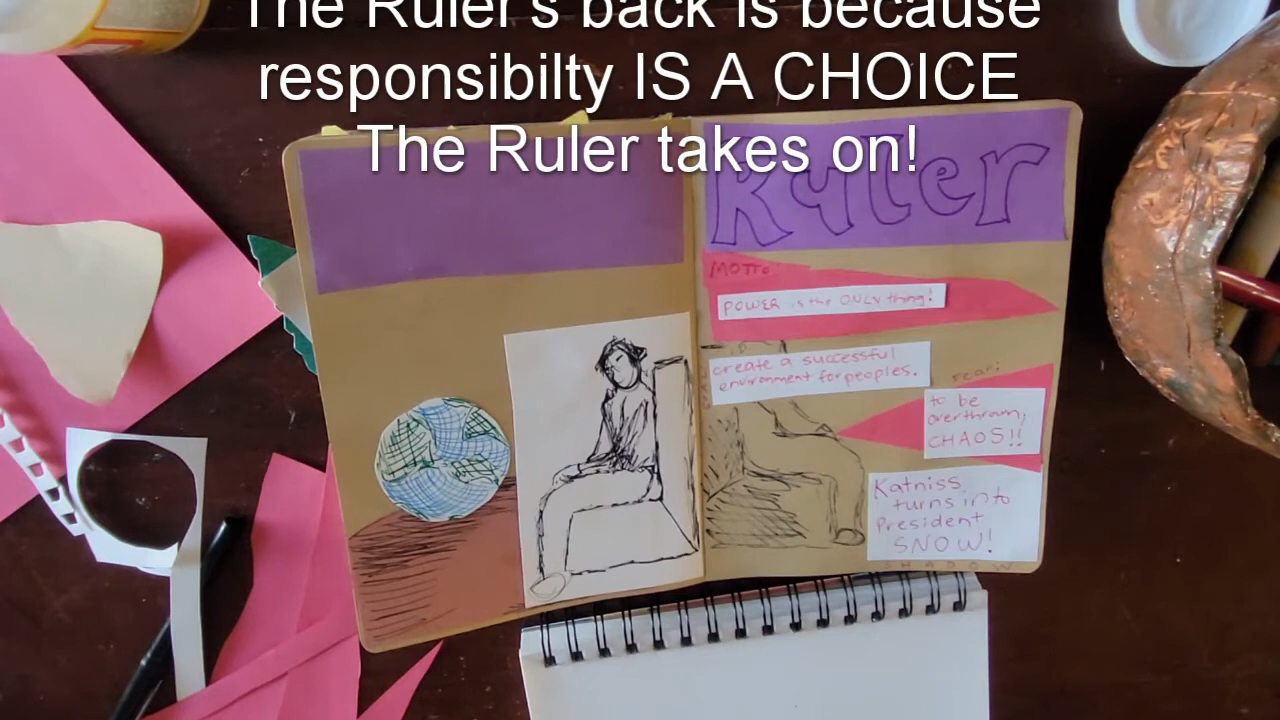 The Ruler's back is because
responsibilty IS A CHOICE
The Ruler takes on!
Ruler
MOTTO:
POWER is the ONLY thing!
create a successful
environment for peoples.
Fear:
to be
overthrown,
CHAOS!!
Katniss
turns into
President
SNOW!
SHADOW